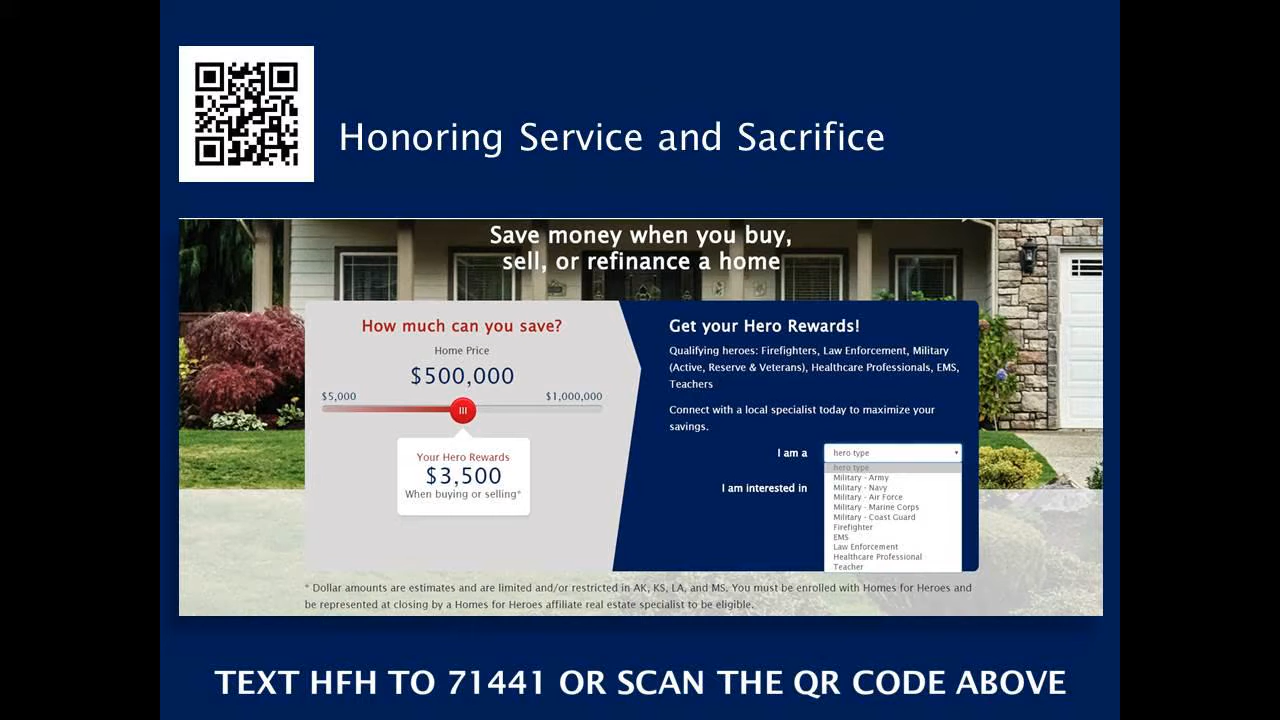 Honoring Service and Sacrifice
Save money when you buy,
sell, or refinance a home
How much can you save?
Home Price
$500,000
$5,000 $1,000,000
Your Hero Rewards
$3,500
When buying or selling*
Get your Hero Rewards!
Qualifying heroes: Firefighters, Law Enforcement, Military
(Active, Reserve & Veterans), Healthcare Professionals, EMS,
Teachers
Connect with a local specialist today to maximize your
savings.
I am a hero type
hero type
Military - Army
I am interested in Military - Navy
Military - Air Force
Military - Marine Corps
Military - Coast Guard
Firefighter
EMS
Law Enforcement
Healthcare Professional
Teacher
* Dollar amounts are estimates and are limited and/or restricted in AK, KS, LA, and MS. You must be enrolled with Homes for Heroes and
be represented at closing by a Homes for Heroes affiliate real estate specialist to be eligible.
TEXT HFH TO 71441 OR SCAN THE QR CODE ABOVE